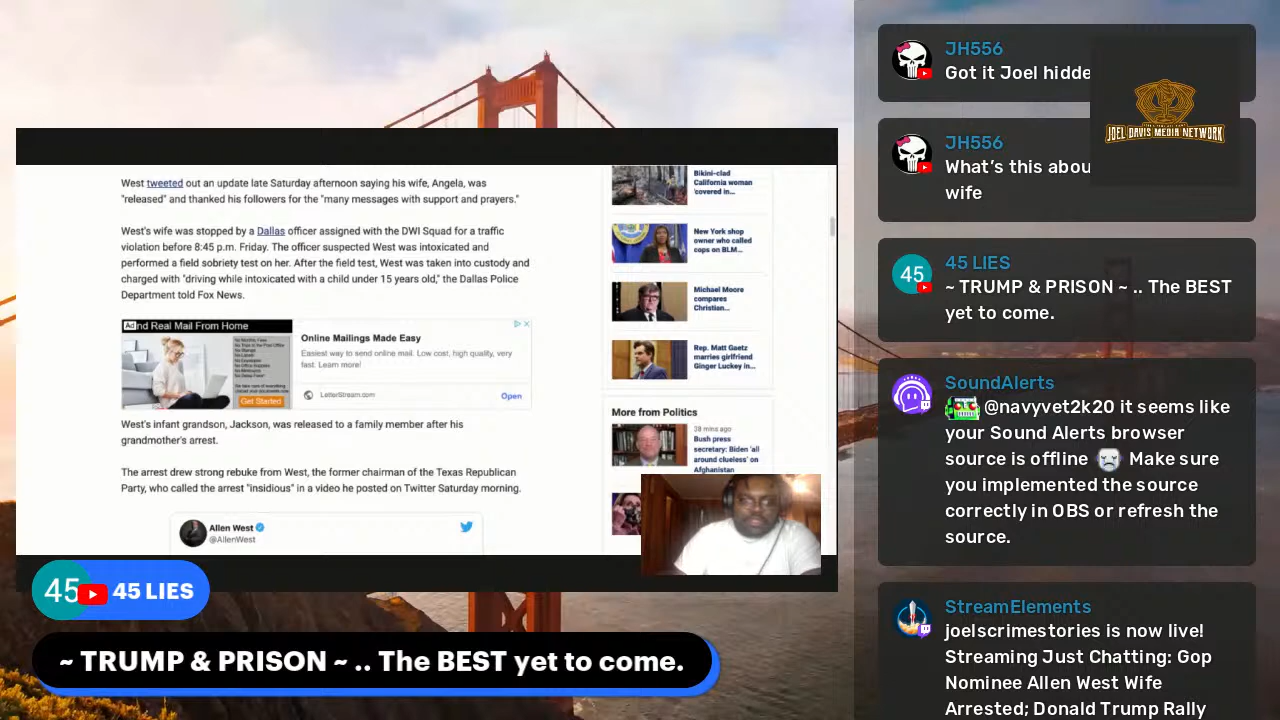 West tweeted out an update late Saturday afternoon saying his wife, Angela, was
"released" and thanked his followers for the "many messages with support and prayers."
West's wife was stopped by a Dallas officer assigned with the DWI Squad for a traffic
violation before 8:45 p.m. Friday. The officer suspected West was intoxicated and
performed a field sobriety test on her. After the field test, West was taken into custody and
charged with "driving while intoxicated with a child under 15 years old," the Dallas Police
Department told Fox News.
Ad
nd Real Mail From Home
Get Started
Online Mailings Made Easy
Easiest way to send online mail. Low cost, high quality, very
fast. Learn more!
LetterStream.com
Open
West's infant grandson, Jackson, was released to a family member after his
grandmother's arrest.
The arrest drew strong rebuke from West, the former chairman of the Texas Republican
Party, who called the arrest "insidious" in a video he posted on Twitter Saturday morning.
Allen West
@AllenWest
Bikini-clad
California woman
'covered in...
New York shop
owner who called
cops on BLM...
Michael Moore
compares
Christian...
Rep. Matt Gaetz
marries girlfriend
Ginger Luckey in...
More from Politics
38 mins ago
Bush press
secretary: Biden 'all
around clueless' on
Afghanistan
45
45 LIES
~ TRUMP & PRISON ~ .. The BEST yet to come.
JH556
Got it Joel hidde
JOEL DAVIS MEDIA NETWORK
JH556
What's this abou
wife
45
45 LIES
~ TRUMP & PRISON ~ .. The BEST
yet to come.
SoundAlerts
@navyvet2k20 it seems like
your Sound Alerts browser
source is offline Make sure
you implemented the source
correctly in OBS or refresh the
source.
StreamElements
joelscrimestories is now live!
Streaming Just Chatting: Gop
Nominee Allen West Wife
Arrested; Donald Trump Rally